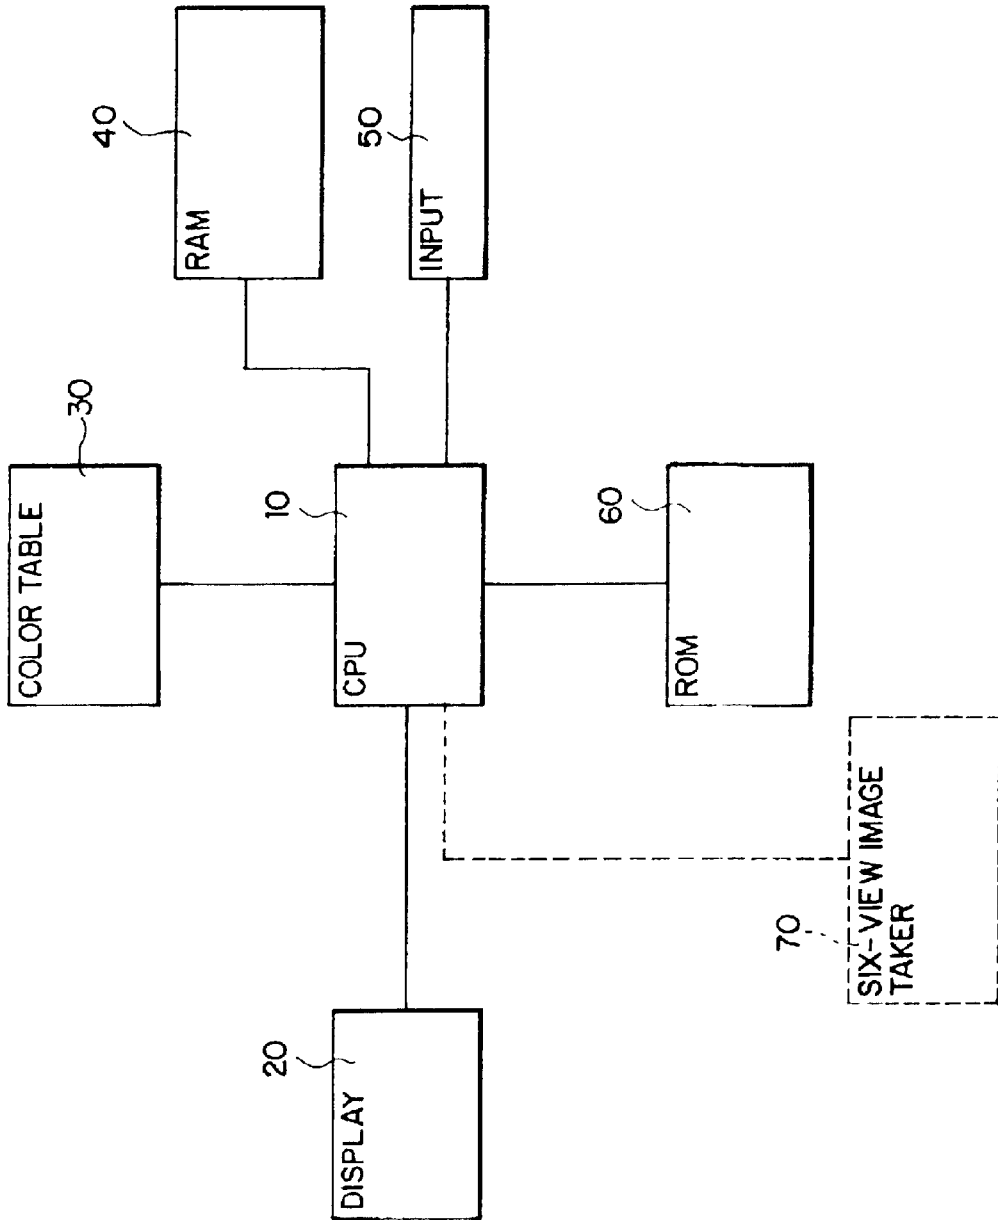 COLOR TABLE
30
40
RAM
20
DISPLAY
10
CPU
50
INPUT
60
ROM
70
SIX-VIEW IMAGE
TAKER